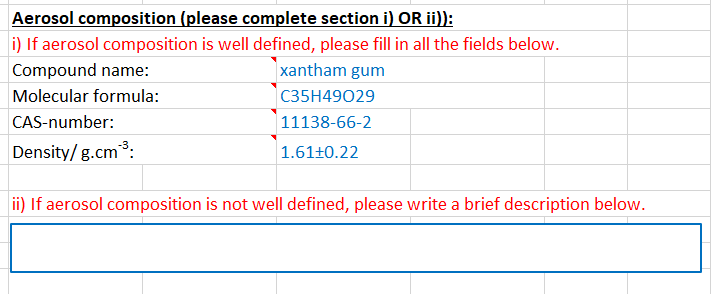 Aerosol composition (please complete section i) OR ii)):
i) If aerosol composition is well defined, please fill in all the fields below.
Compound name: xantham gum
Molecular formula: C35H49O29
CAS-number: 11138-66-2
Density/ g.cm⁻³: 1.61±0.22
ii) If aerosol composition is not well defined, please write a brief description below.